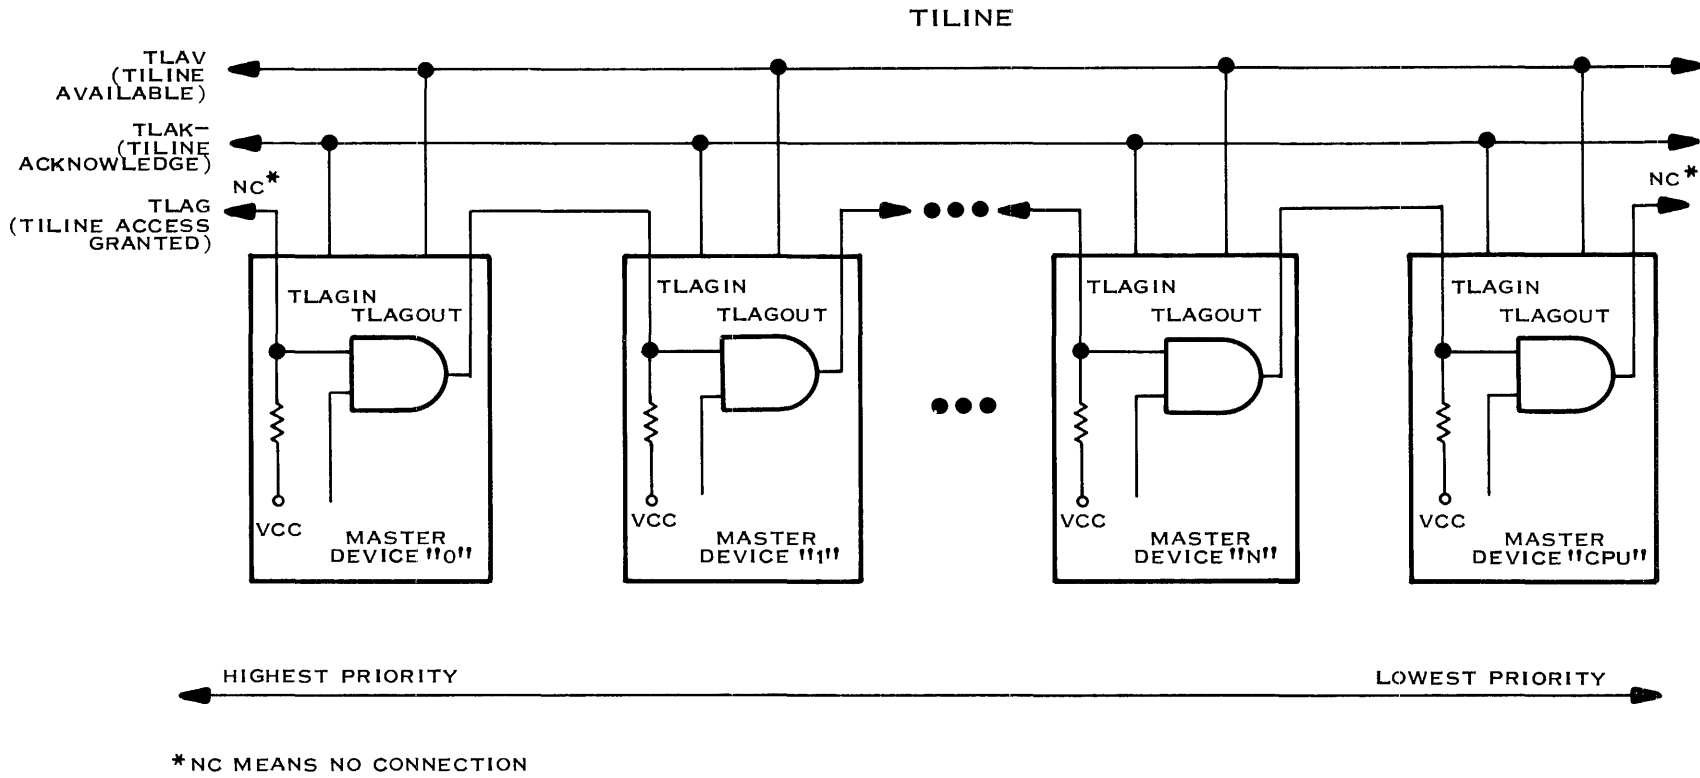 TILINE
TLAV
(TILINE
AVAILABLE)
TLAK-
(TILINE
ACKNOWLEDGE)
NC*
NC*
TLAG
(TILINE ACCESS
GRANTED)
TLAGIN
TLAGOUT
VCC
MASTER
DEVICE "0"
TLAGIN
TLAGOUT
VCC
MASTER
DEVICE "1"
TLAGIN
TLAGOUT
VCC
MASTER
DEVICE "N"
TLAGIN
TLAGOUT
VCC
MASTER
DEVICE "CPU"
HIGHEST PRIORITY
LOWEST PRIORITY
*NC MEANS NO CONNECTION